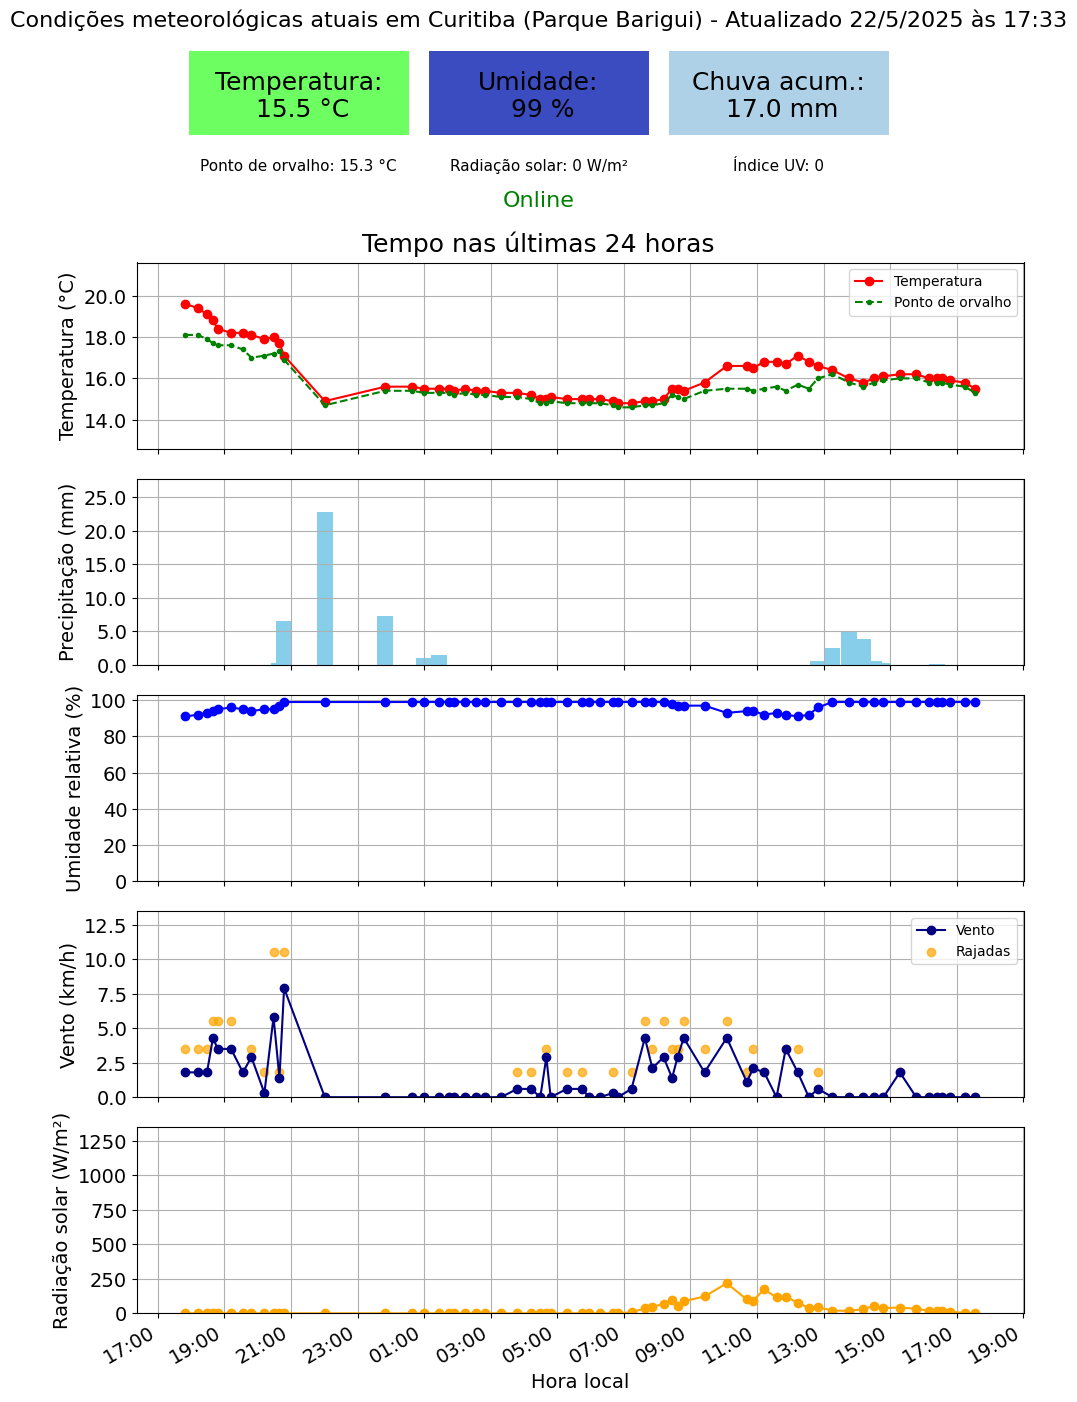 Condições meteorológicas atuais em Curitiba (Parque Barigui) - Atualizado 22/5/2025 às 17:33
Temperatura:
15.5 °C
Umidade:
99 %
Chuva acum.:
17.0 mm
Ponto de orvalho: 15.3 °C
Radiação solar: 0 W/m²
Índice UV: 0
Online
Tempo nas últimas 24 horas
Temperatura (°C)
20.0
18.0
16.0
14.0
Temperatura
Ponto de orvalho
Precipitação (mm)
25.0
20.0
15.0
10.0
5.0
0.0
Umidade relativa (%)
100
80
60
40
20
0
Vento (km/h)
12.5
10.0
7.5
5.0
2.5
0.0
Vento
Rajadas
Radiação solar (W/m²)
1250
1000
750
500
250
0
17:00
19:00
21:00
23:00
01:00
03:00
05:00
07:00
09:00
11:00
13:00
15:00
17:00
19:00
Hora local